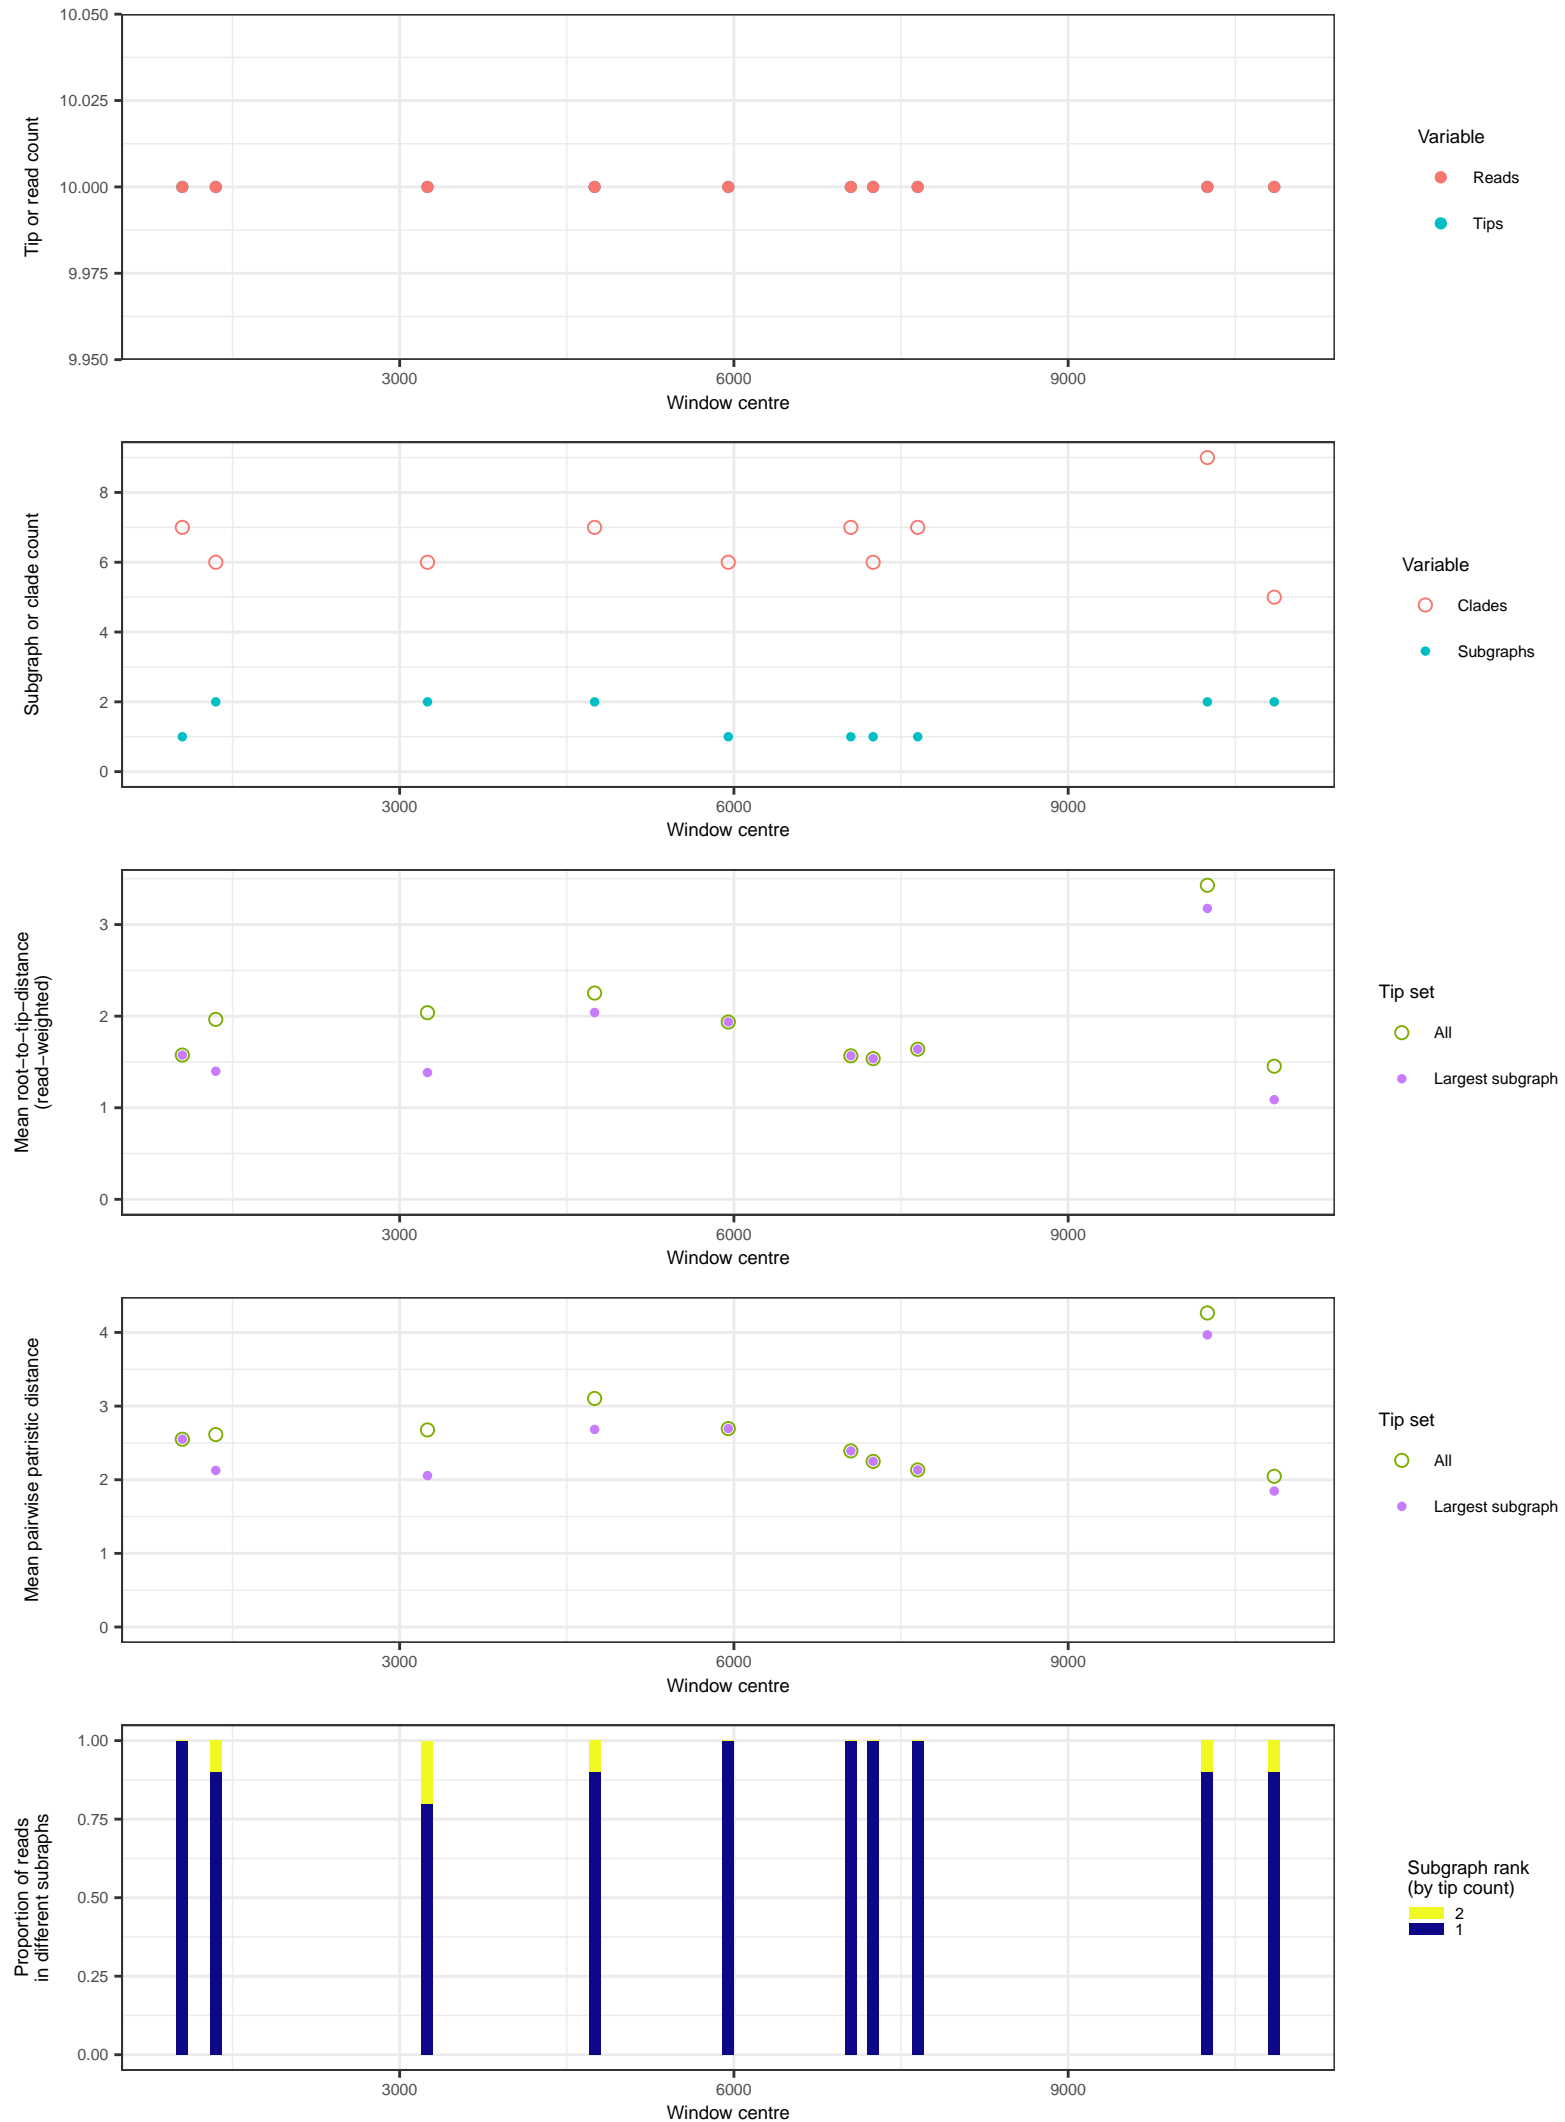 10.050
10.025
10.000
9.975
9.950
Tip or read count
3000
6000
9000
Window centre
Variable
Reads
Tips
8
6
4
2
0
Subgraph or clade count
3000
6000
9000
Window centre
Variable
Clades
Subgraphs
3
2
1
0
Mean root−to−tip−distance
(read−weighted)
3000
6000
9000
Window centre
Tip set
All
Largest subgraph
4
3
2
1
0
Mean pairwise patristic distance
3000
6000
9000
Window centre
Tip set
All
Largest subgraph
1.00
0.75
0.50
0.25
0.00
Proportion of reads
in different subraphs
3000
6000
9000
Window centre
Subgraph rank
(by tip count)
2
1